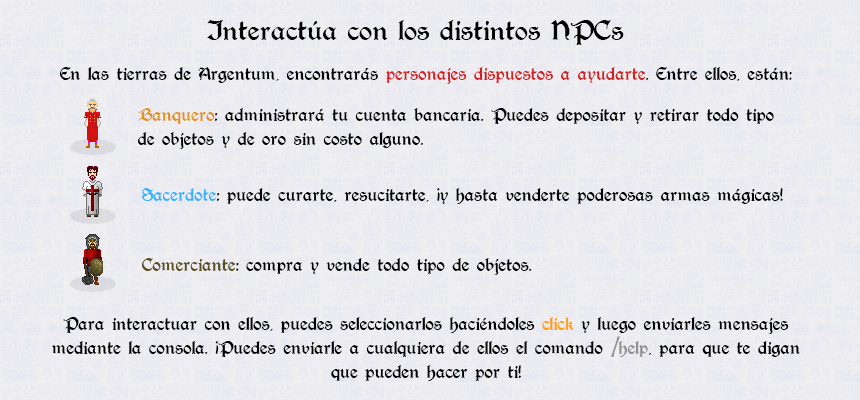 Interactúa con los distintos NPCs
En las tierras de Argentum, encontrarás personajes dispuestos a ayudarte. Entre ellos, están:
Banquero: administrará tu cuenta bancaria. Puedes depositar y retirar todo tipo
de objetos y de oro sin costo alguno.
Sacerdote: puede curarte, resucitarte, ¡y hasta venderte poderosas armas mágicas!
Comerciante: compra y vende todo tipo de objetos.
Para interactuar con ellos, puedes seleccionarlos haciéndoles click y luego enviarles mensajes
mediante la consola. ¡Puedes enviarle a cualquiera de ellos el comando /help, para que te digan
que pueden hacer por ti!